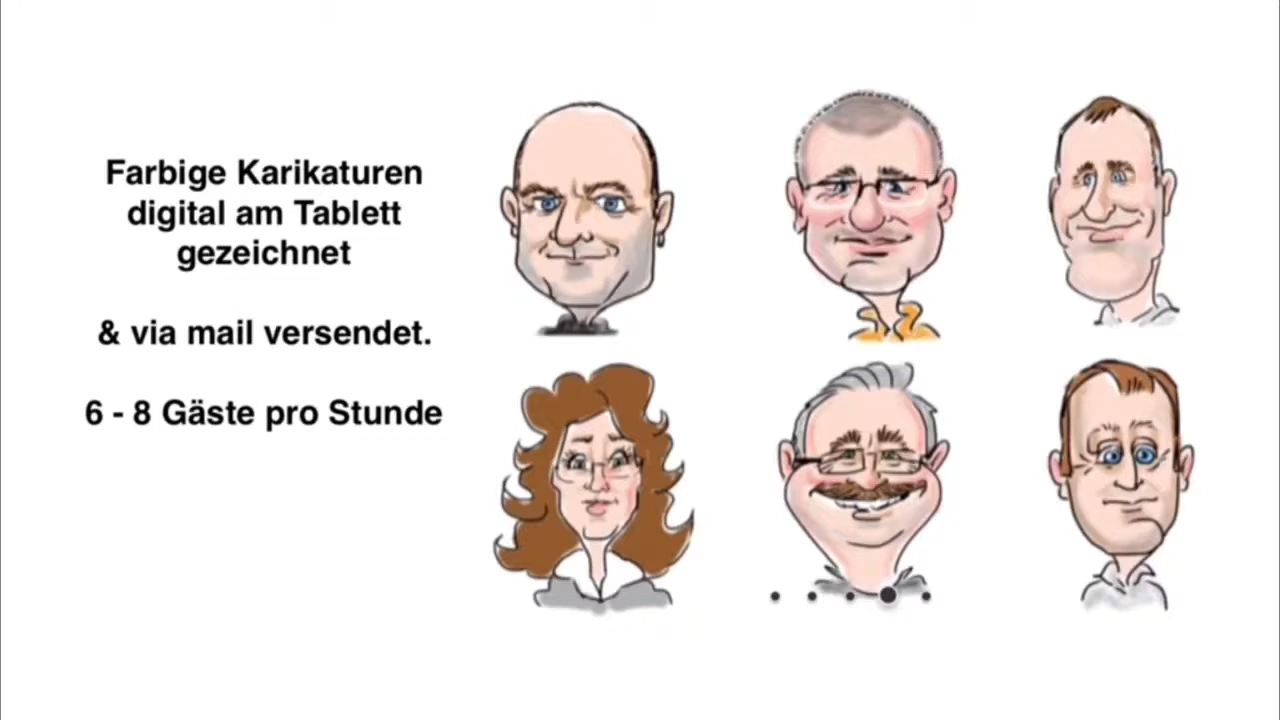 Farbige Karikaturen
digital am Tablett
gezeichnet
& via mail versendet.
6 - 8 Gäste pro Stunde